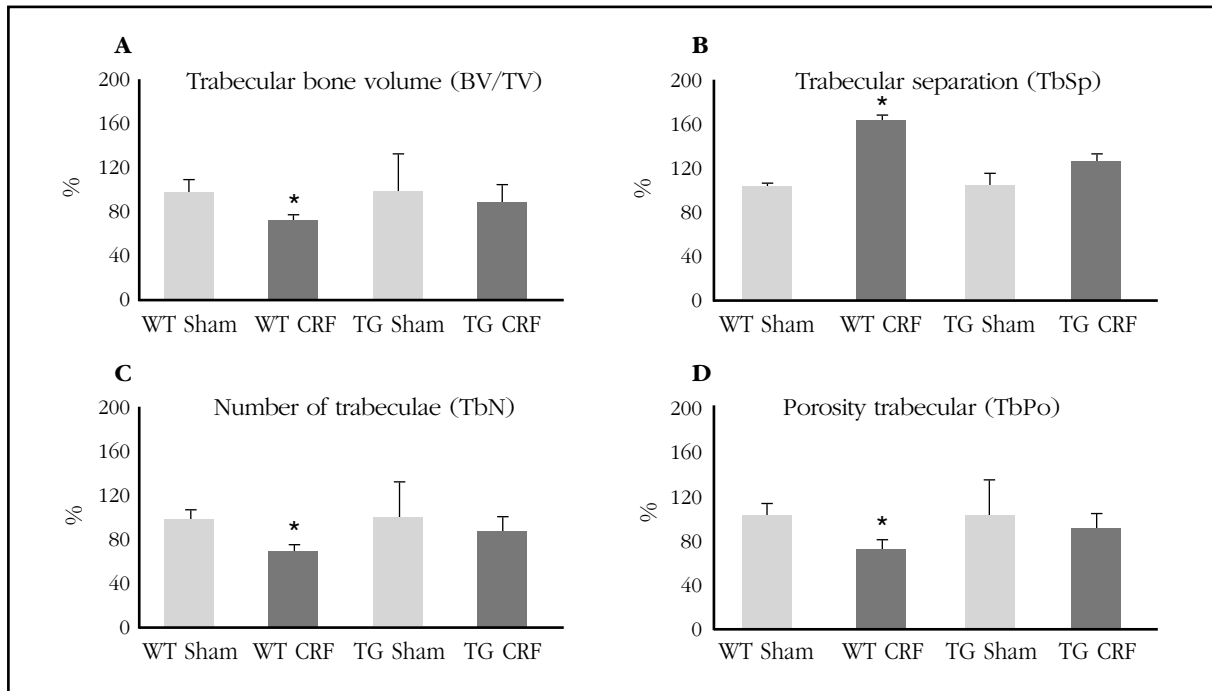 A
Trabecular bone volume (BV/TV)
200
160
120
80
40
0
%
*
WT Sham WT CRF TG Sham TG CRF
B
Trabecular separation (TbSp)
200
160
120
80
40
0
%
*
WT Sham WT CRF TG Sham TG CRF
C
Number of trabeculae (TbN)
200
160
120
80
40
0
%
*
WT Sham WT CRF TG Sham TG CRF
D
Porosity trabecular (TbPo)
200
160
120
80
40
0
%
*
WT Sham WT CRF TG Sham TG CRF